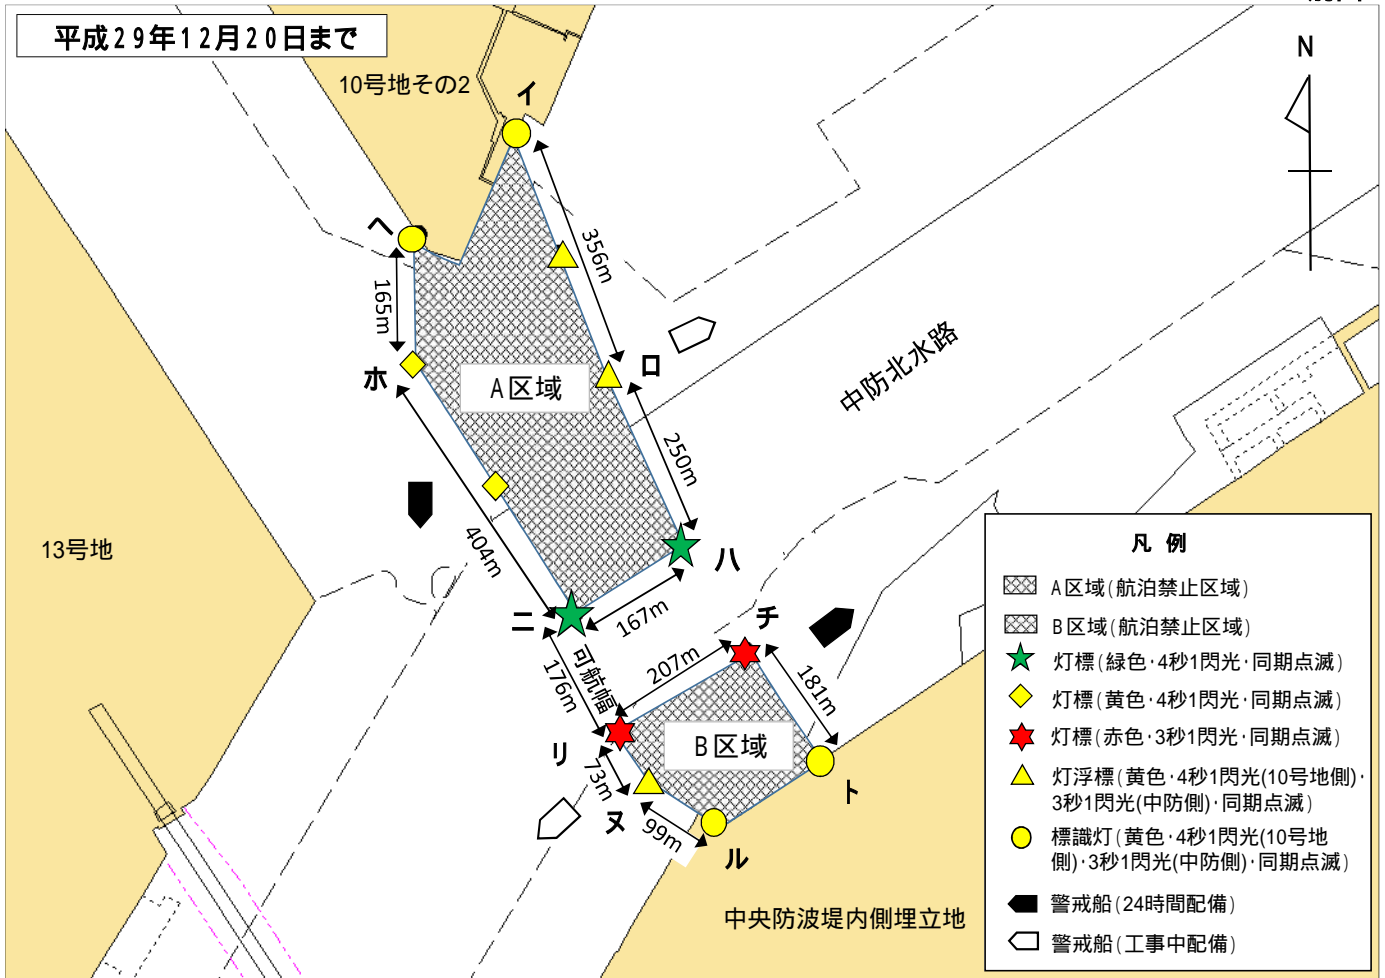 平成29年12月20日まで
N
10号地その2
イ
ヘ
356m
165m
ロ
ホ
A区域
中防北水路
250m
404m
13号地
ハ
167m
ニ
チ
可航幅
176m
207m
181m
リ
B区域
73m
ト
ヌ
99m
ル
中央防波堤内側埋立地
凡 例
A区域(航泊禁止区域)
B区域(航泊禁止区域)
灯標(緑色·4秒1閃光·同期点滅)
灯標(黄色·4秒1閃光·同期点滅)
灯標(赤色·3秒1閃光·同期点滅)
灯浮標(黄色·4秒1閃光(10号地側)·
3秒1閃光(中防側)·同期点滅)
標識灯(黄色·4秒1閃光(10号地
側)·3秒1閃光(中防側)·同期点滅)
警戒船(24時間配備)
警戒船(工事中配備)